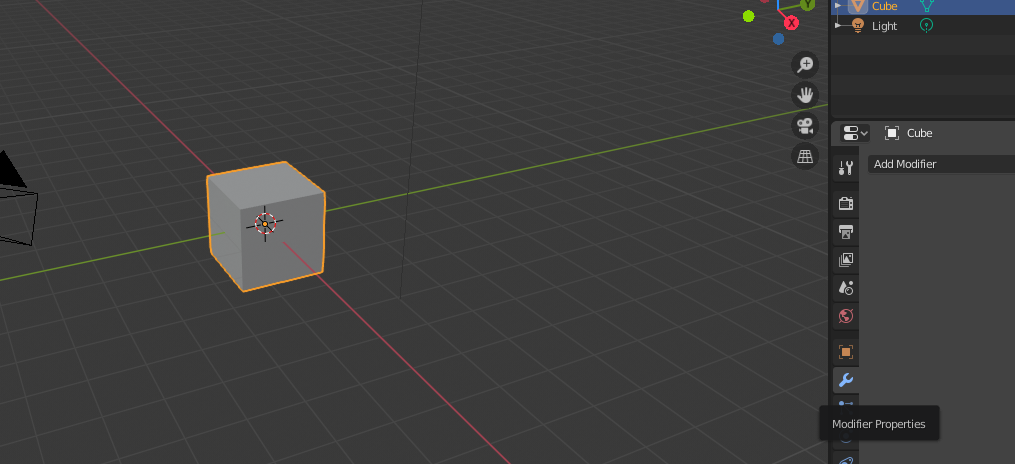 Y
Cube
X
Light
Cube
Add Modifier
Modifier Properties